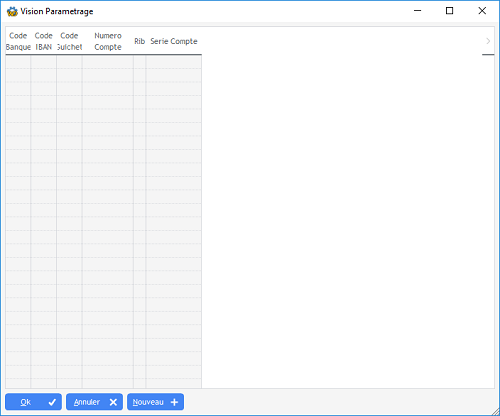 Vision Parametrage
Code Code Code Numero Rib Serie Compte
Banque IBAN Guichet Compte
Ok Annuler Nouveau